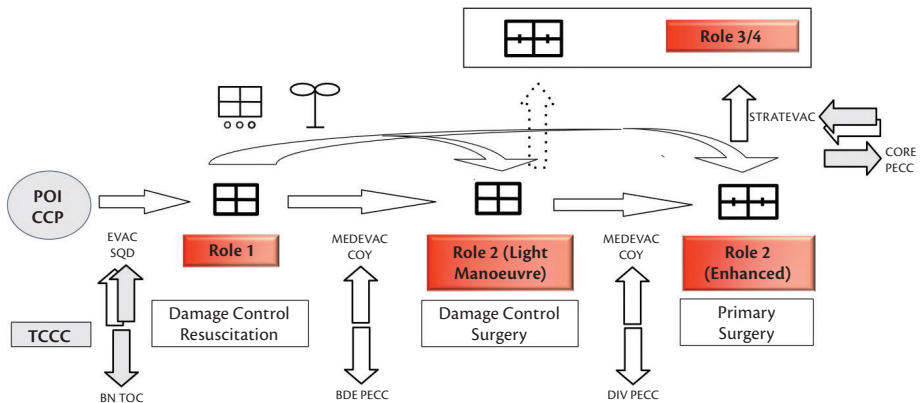 Role 3/4
STRATEVAC
CORE
PECC
POI
CCP
EVAC
SQD
Role 1
MEDEVAC
COY
Role 2 (Light
Manoeuvre)
MEDEVAC
COY
Role 2
(Enhanced)
TCCC
Damage Control
Resuscitation
Damage Control
Surgery
Primary
Surgery
BN TOC
BDE PECC
DIV PECC